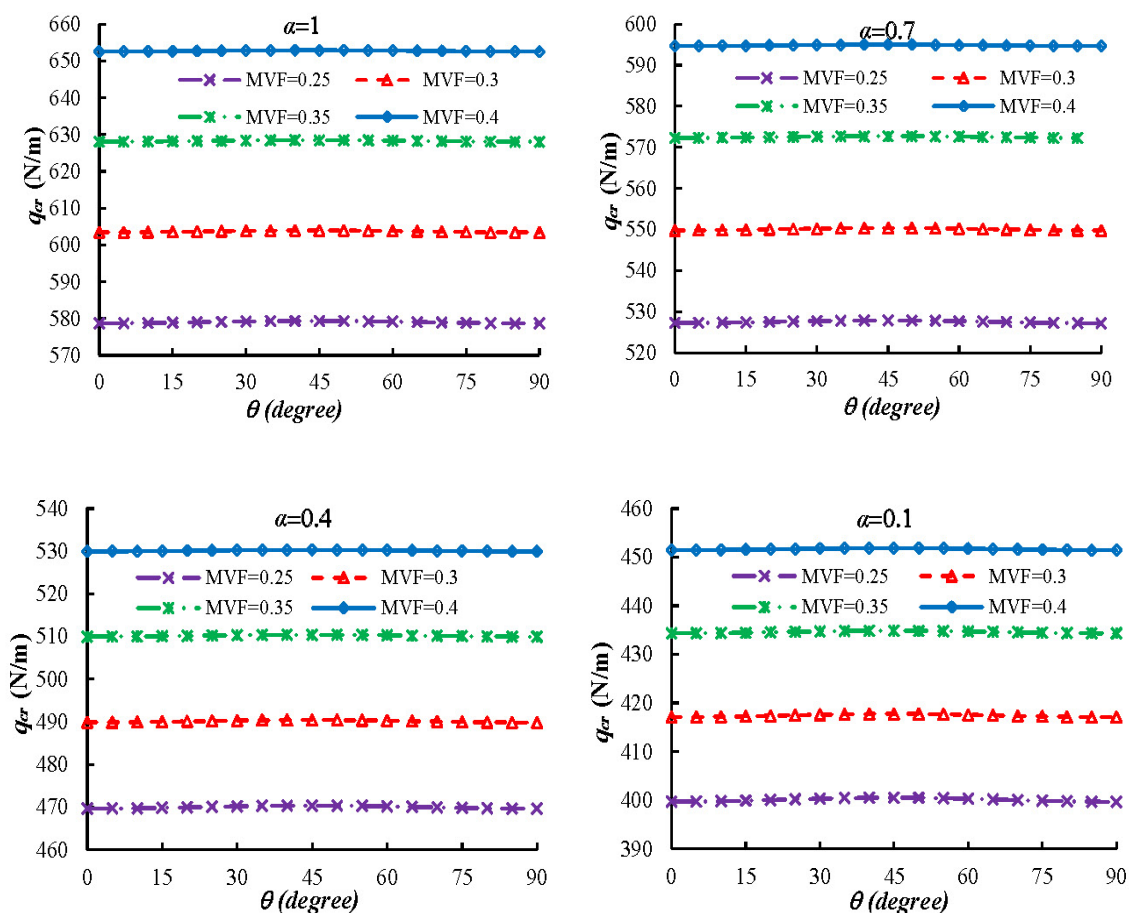 α=1
660
650
640
630
620
610
600
590
580
570
q_cr (N/m)
MVF=0.25 MVF=0.3
MVF=0.35 MVF=0.4
0 15 30 45 60 75 90
θ (degree)
α=0.7
600
590
580
570
560
550
540
530
520
q_cr (N/m)
MVF=0.25 MVF=0.3
MVF=0.35 MVF=0.4
0 15 30 45 60 75 90
θ (degree)
α=0.4
540
530
520
510
500
490
480
470
460
q_cr (N/m)
MVF=0.25 MVF=0.3
MVF=0.35 MVF=0.4
0 15 30 45 60 75 90
θ (degree)
α=0.1
460
450
440
430
420
410
400
390
q_cr (N/m)
MVF=0.25 MVF=0.3
MVF=0.35 MVF=0.4
0 15 30 45 60 75 90
θ (degree)